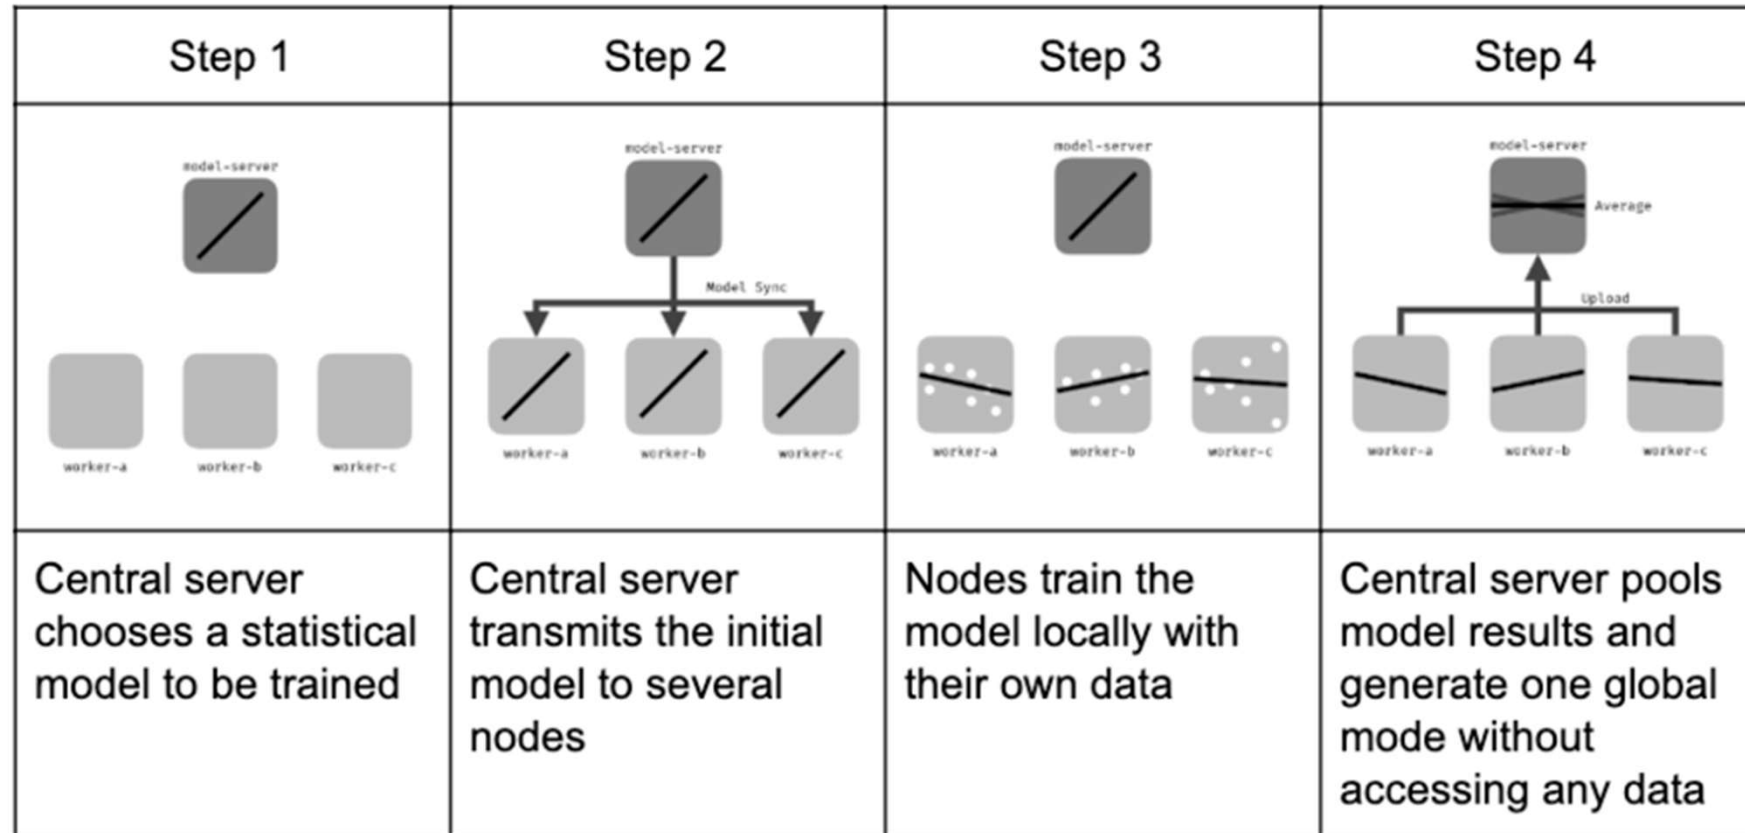 Step 1
Step 2
Step 3
Step 4
model-server
worker-a
worker-b
worker-c
model-server
Model Sync
worker-a
worker-b
worker-c
model-server
worker-a
worker-b
worker-c
model-server
Average
Upload
worker-a
worker-b
worker-c
Central server
chooses a statistical
model to be trained
Central server
transmits the initial
model to several
nodes
Nodes train the
model locally with
their own data
Central server pools
model results and
generate one global
mode without
accessing any data